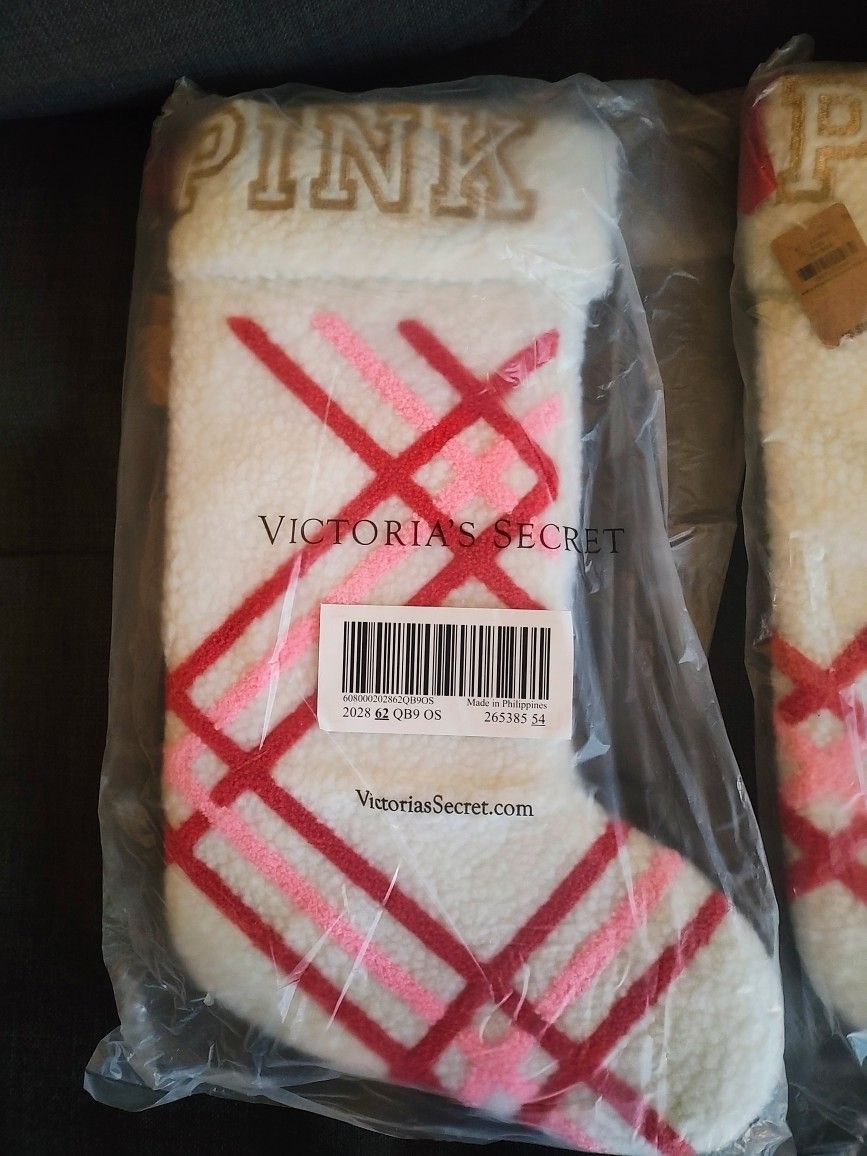 PINK
P
VICTORIA'S SECRET
608000202862QB9OS Made in Philippines
2028 62 QB9 OS 265385 54
VictoriasSecret.com